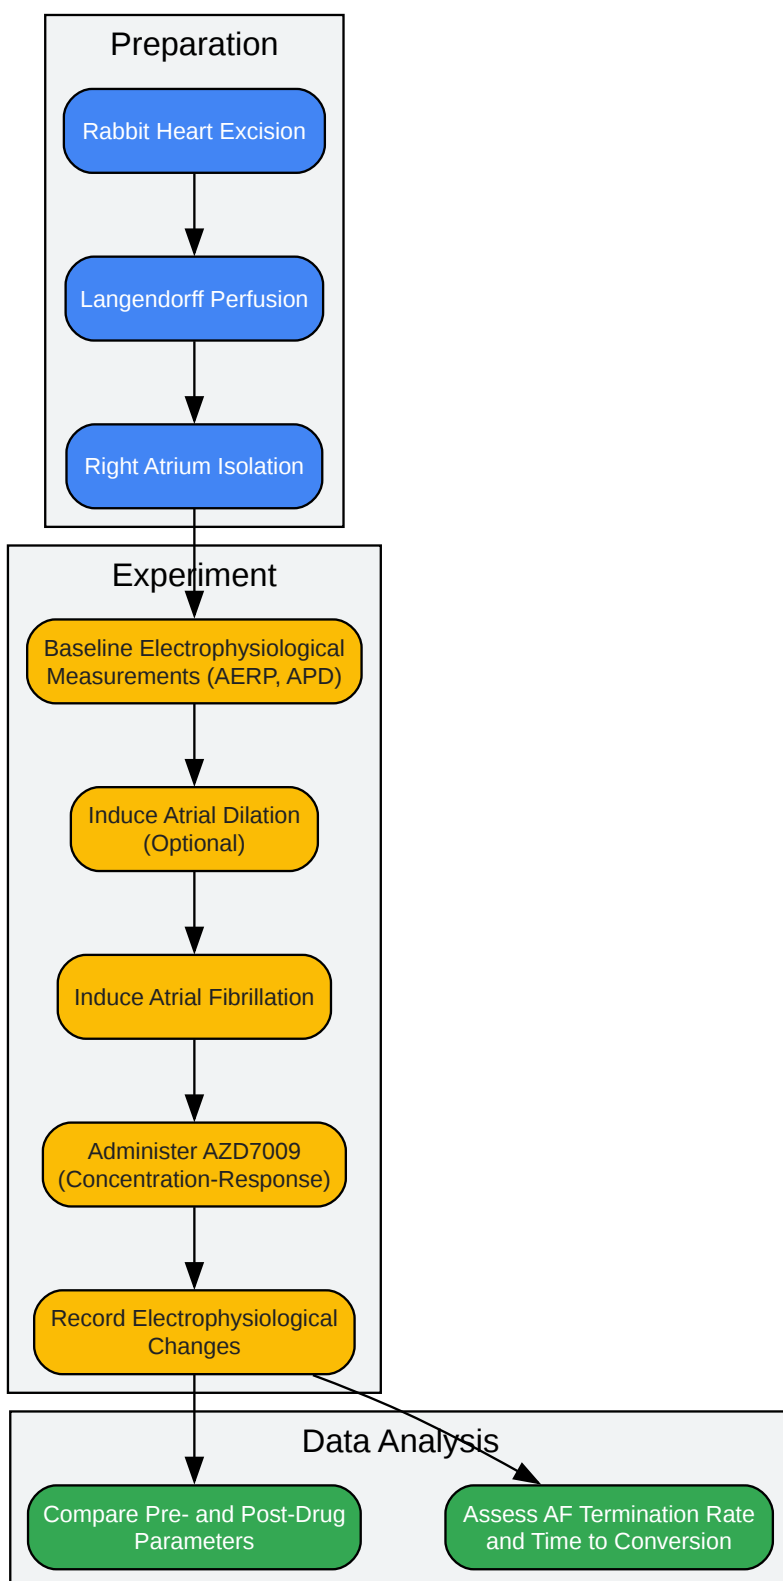 Preparation
Rabbit Heart Excision
Langendorff Perfusion
Right Atrium Isolation
Experiment
Baseline Electrophysiological
Measurements (AERP, APD)
Induce Atrial Dilation
(Optional)
Induce Atrial Fibrillation
Administer AZD7009
(Concentration-Response)
Record Electrophysiological
Changes
Data Analysis
Compare Pre- and Post-Drug
Parameters
Assess AF Termination Rate
and Time to Conversion